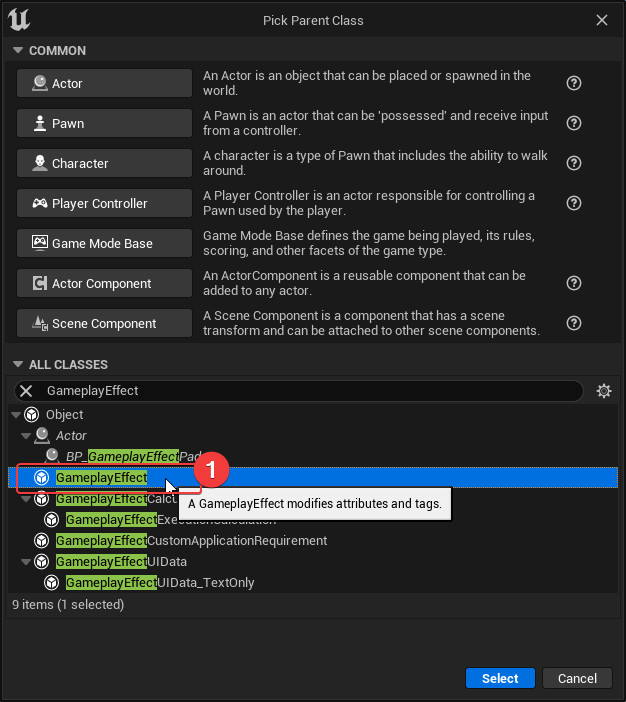 Pick Parent Class
COMMON
Actor
An Actor is an object that can be placed or spawned in the
world.
Pawn
A Pawn is an actor that can be 'possessed' and receive input
from a controller.
Character
A character is a type of Pawn that includes the ability to walk
around.
Player Controller
A Player Controller is an actor responsible for controlling a
Pawn used by the player.
Game Mode Base
Game Mode Base defines the game being played, its rules,
scoring, and other facets of the game type.
Actor Component
An ActorComponent is a reusable component that can be
added to any actor.
Scene Component
A Scene Component is a component that has a scene
transform and can be attached to other scene components.
ALL CLASSES
GameplayEffect
Object
Actor
BP_GameplayEffectPad
1
GameplayEffect
A GameplayEffect modifies attributes and tags.
GameplayEffectCalcu
GameplayEffectExecutionCalculation
GameplayEffectCustomApplicationRequirement
GameplayEffectUIData
GameplayEffectUIData_TextOnly
9 items (1 selected)
Select
Cancel